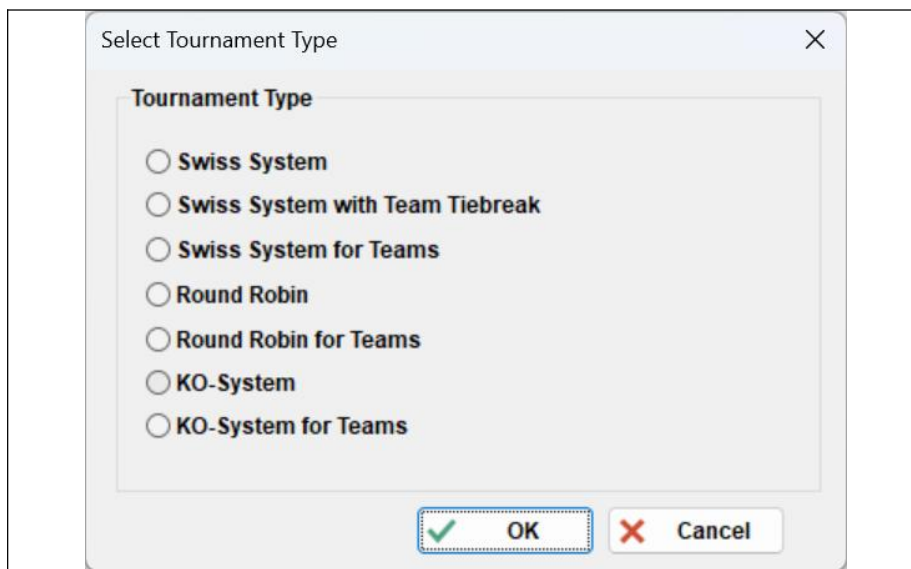 Select Tournament Type
Tournament Type
Swiss System
Swiss System with Team Tiebreak
Swiss System for Teams
Round Robin
Round Robin for Teams
KO-System
KO-System for Teams
OK Cancel